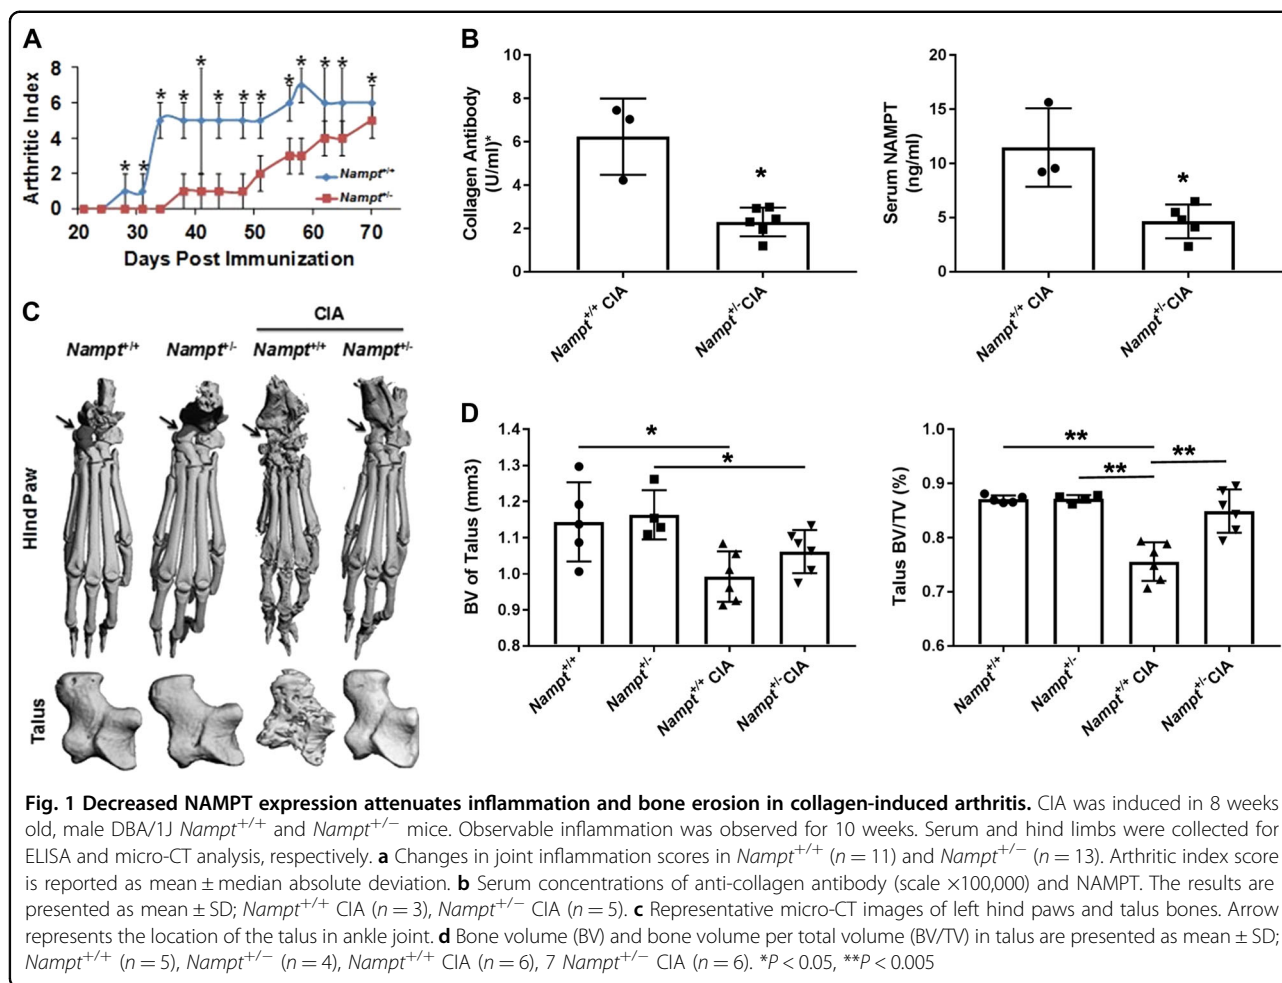 A
Arthritic Index
8
6
4
2
0
* * * * * * * * * * * * *
Nampt+/+
Nampt+/-
20 30 40 50 60 70
Days Post Immunization
B
Collagen Antibody
(U/ml)*
10
8
6
4
2
0
*
Nampt+/+ CIA
Nampt+/-CIA
Serum NAMPT
(ng/ml)
20
15
10
5
0
*
Nampt+/+ CIA
Nampt+/-CIA
C
CIA
Nampt+/+ Nampt+/- Nampt+/+ Nampt+/-
Hind Paw
Talus
D
BV of Talus (mm3)
1.4
1.3
1.2
1.1
1.0
0.9
0.8
*
*
Nampt+/+
Nampt+/-
Nampt+/+ CIA
Nampt+/-CIA
Talus BV/TV (%)
1.0
0.9
0.8
0.7
0.6
**
** **
Nampt+/+
Nampt+/-
Nampt+/+ CIA
Nampt+/-CIA
Fig. 1 Decreased NAMPT expression attenuates inflammation and bone erosion in collagen-induced arthritis. CIA was induced in 8 weeks
old, male DBA/1J Nampt+/+ and Nampt+/− mice. Observable inflammation was observed for 10 weeks. Serum and hind limbs were collected for
ELISA and micro-CT analysis, respectively. a Changes in joint inflammation scores in Nampt+/+ (n = 11) and Nampt+/− (n = 13). Arthritic index score
is reported as mean ± median absolute deviation. b Serum concentrations of anti-collagen antibody (scale ×100,000) and NAMPT. The results are
presented as mean ± SD; Nampt+/+ CIA (n = 3), Nampt+/− CIA (n = 5). c Representative micro-CT images of left hind paws and talus bones. Arrow
represents the location of the talus in ankle joint. d Bone volume (BV) and bone volume per total volume (BV/TV) in talus are presented as mean ± SD;
Nampt+/+ (n = 5), Nampt+/− (n = 4), Nampt+/+ CIA (n = 6), 7 Nampt+/− CIA (n = 6). *P < 0.05, **P < 0.005